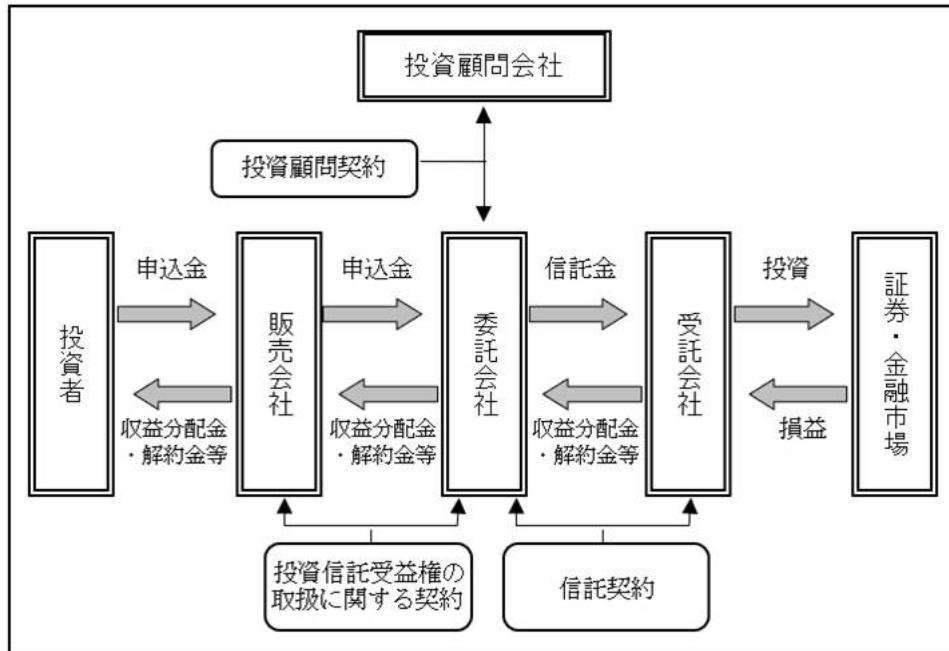 投資顧問会社
投資顧問契約
申込金
申込金
信託金
投資
投資者
販売会社
委託会社
受託会社
証券・金融市場
収益分配金
・解約金等
収益分配金
・解約金等
収益分配金
・解約金等
損益
投資信託受益権の
取扱に関する契約
信託契約